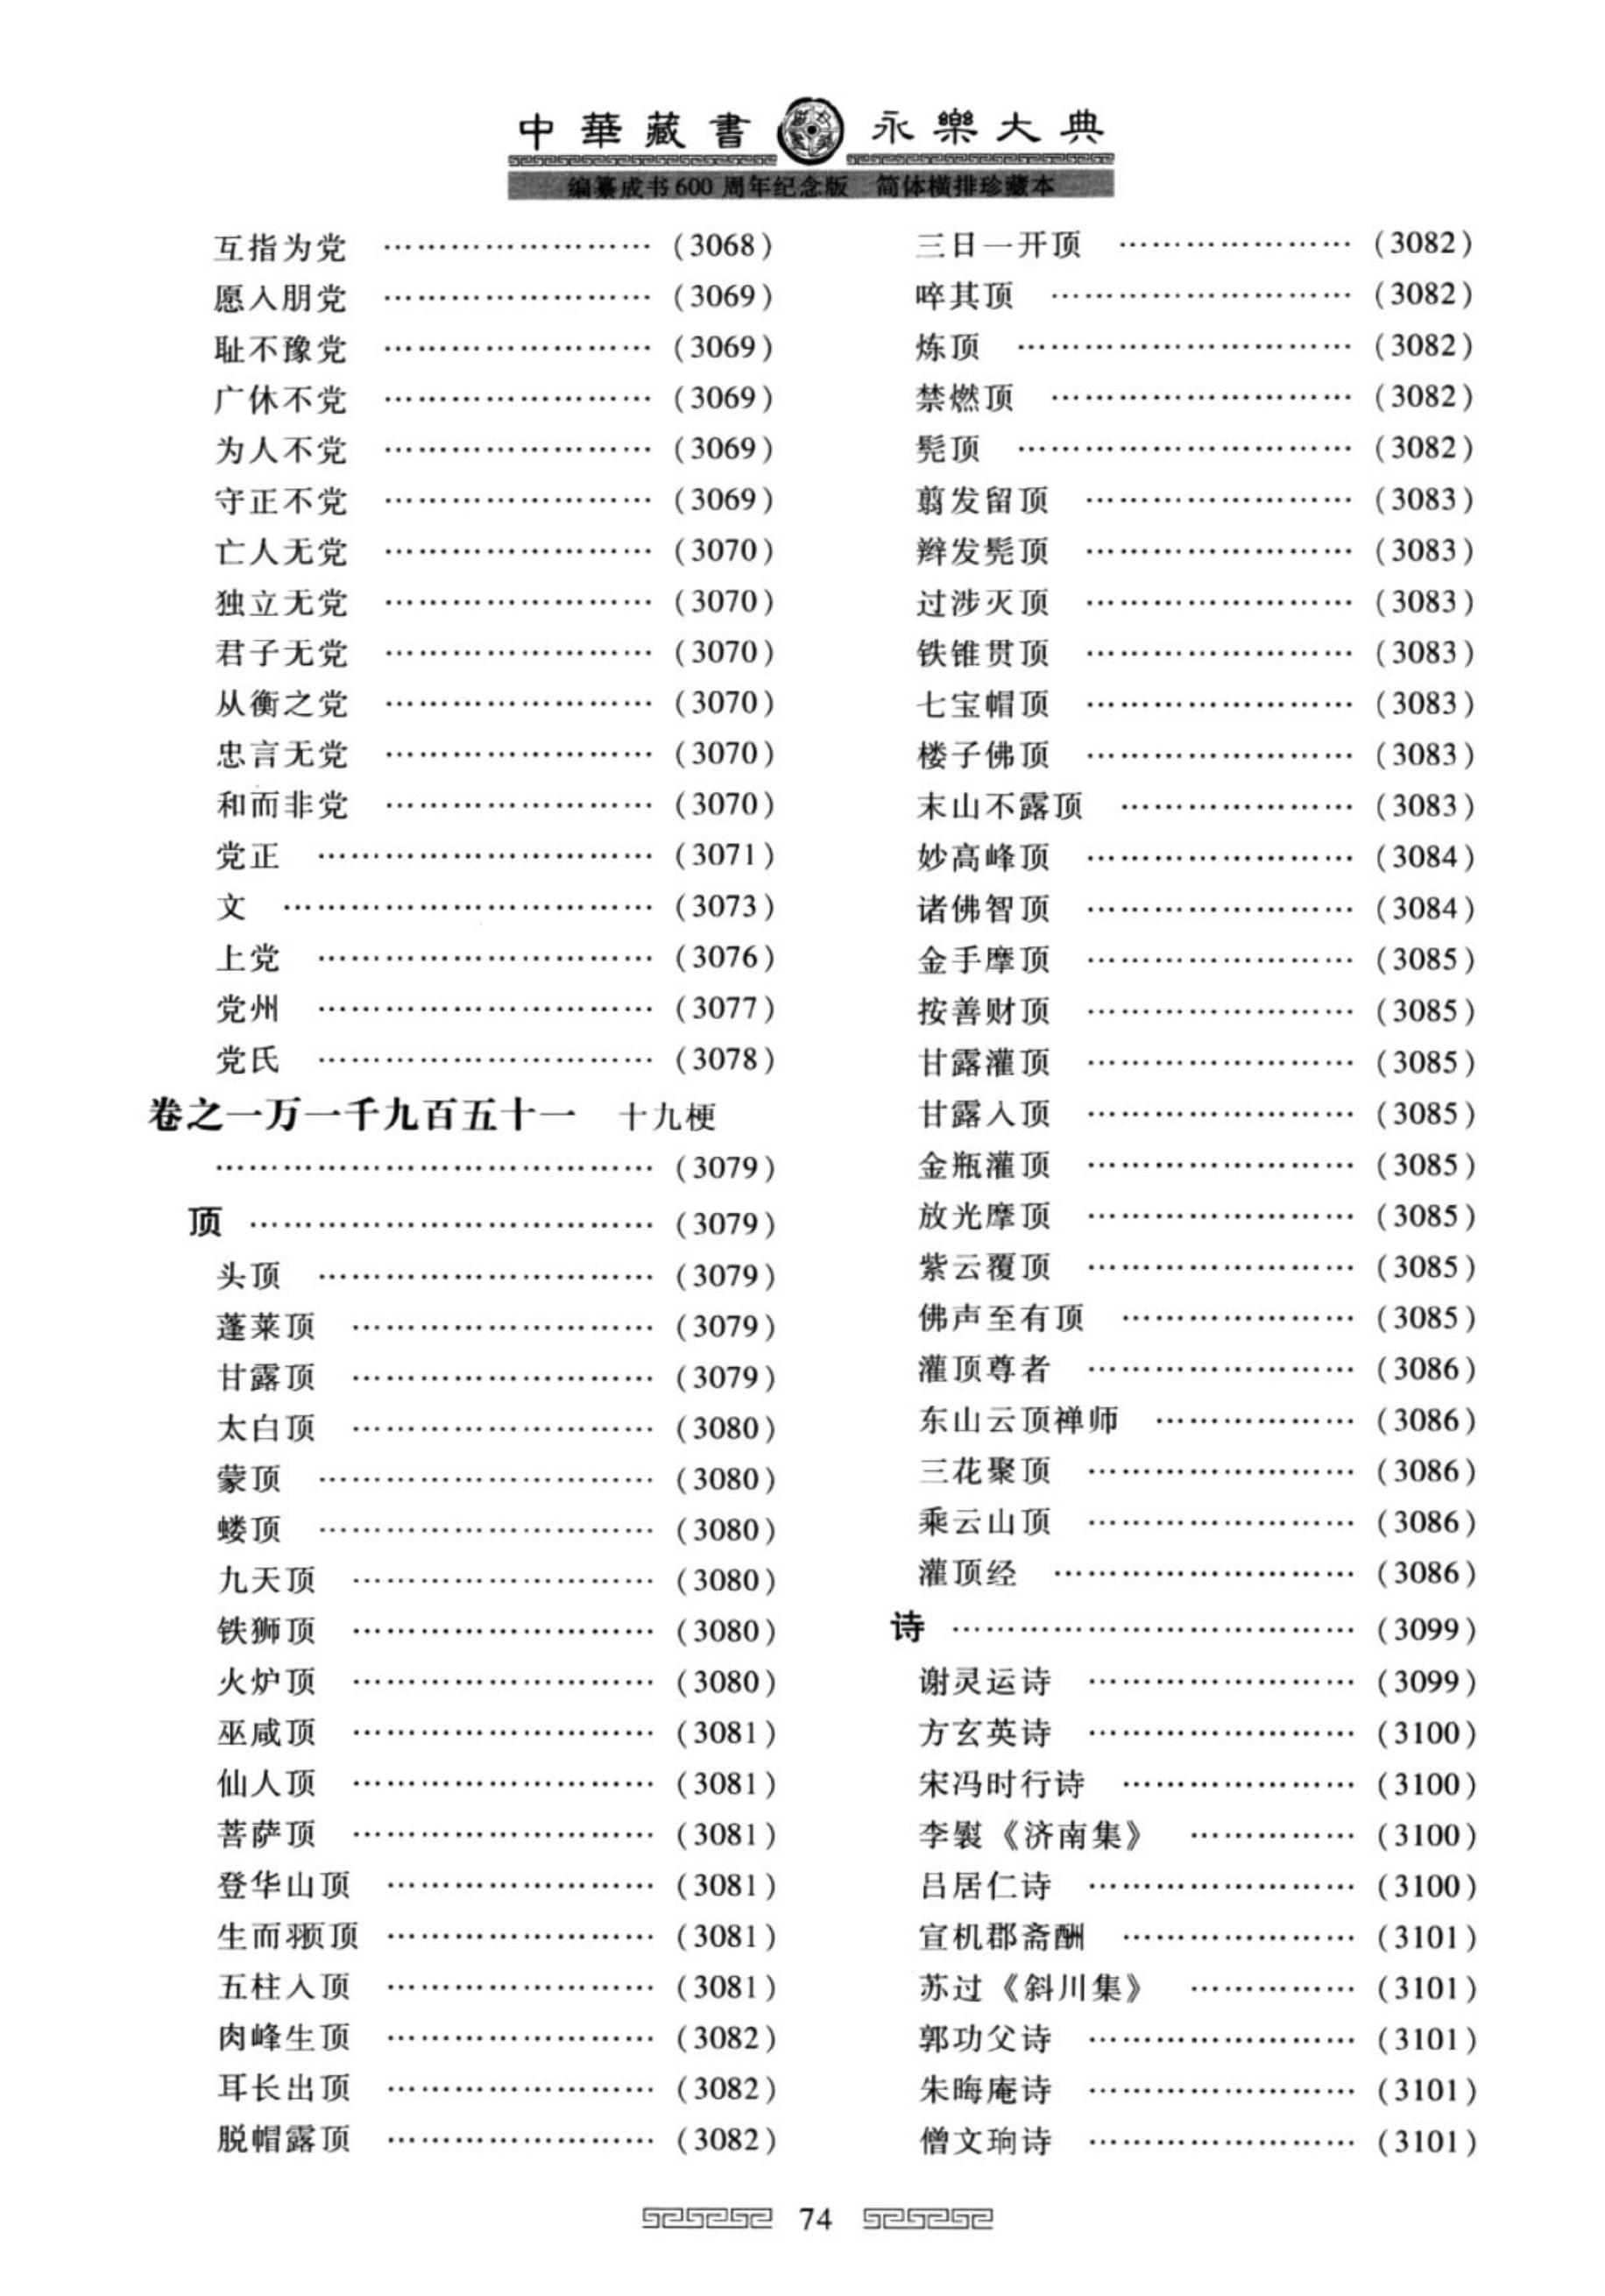 中華藏書 永樂大典
编纂成书600周年纪念版 简体横排珍藏本
互指为党 ……………………（3068）
愿入朋党 ……………………（3069）
耻不豫党 ……………………（3069）
广休不党 ……………………（3069）
为人不党 ……………………（3069）
守正不党 ……………………（3069）
亡人无党 ……………………（3070）
独立无党 ……………………（3070）
君子无党 ……………………（3070）
从衡之党 ……………………（3070）
忠言无党 ……………………（3070）
和而非党 ……………………（3070）
党正 …………………………（3071）
文 ……………………………（3073）
上党 …………………………（3076）
党州 …………………………（3077）
党氏 …………………………（3078）
卷之一万一千九百五十一 十九梗
…………………………………（3079）
顶 ………………………………（3079）
头顶 …………………………（3079）
蓬莱顶 ………………………（3079）
甘露顶 ………………………（3079）
太白顶 ………………………（3080）
蒙顶 …………………………（3080）
蝼顶 …………………………（3080）
九天顶 ………………………（3080）
铁狮顶 ………………………（3080）
火炉顶 ………………………（3080）
巫咸顶 ………………………（3081）
仙人顶 ………………………（3081）
菩萨顶 ………………………（3081）
登华山顶 ……………………（3081）
生而顶 ……………………（3081）
五柱入顶 ……………………（3081）
肉峰生顶 ……………………（3082）
耳长出顶 ……………………（3082）
脱帽露顶 ……………………（3082）
三日一开顶 …………………（3082）
啐其顶 ………………………（3082）
炼顶 …………………………（3082）
禁燃顶 ………………………（3082）
髡顶 …………………………（3082）
翦发留顶 ……………………（3083）
辫发髡顶 ……………………（3083）
过涉灭顶 ……………………（3083）
铁锥贯顶 ……………………（3083）
七宝帽顶 ……………………（3083）
楼子佛顶 ……………………（3083）
末山不露顶 …………………（3083）
妙高峰顶 ……………………（3084）
诸佛智顶 ……………………（3084）
金手摩顶 ……………………（3085）
按善财顶 ……………………（3085）
甘露灌顶 ……………………（3085）
甘露入顶 ……………………（3085）
金瓶灌顶 ……………………（3085）
放光摩顶 ……………………（3085）
紫云覆顶 ……………………（3085）
佛声至有顶 …………………（3085）
灌顶尊者 ……………………（3086）
东山云顶禅师 ………………（3086）
三花聚顶 ……………………（3086）
乘云山顶 ……………………（3086）
灌顶经 ………………………（3086）
诗 ………………………………（3099）
谢灵运诗 ……………………（3099）
方玄英诗 ……………………（3100）
宋冯时行诗 …………………（3100）
李《济南集》 ……………（3100）
吕居仁诗 ……………………（3100）
宣机郡斋酬 …………………（3101）
苏过《斜川集》 ……………（3101）
郭功父诗 ……………………（3101）
朱晦庵诗 ……………………（3101）
僧文珦诗 ……………………（3101）
74